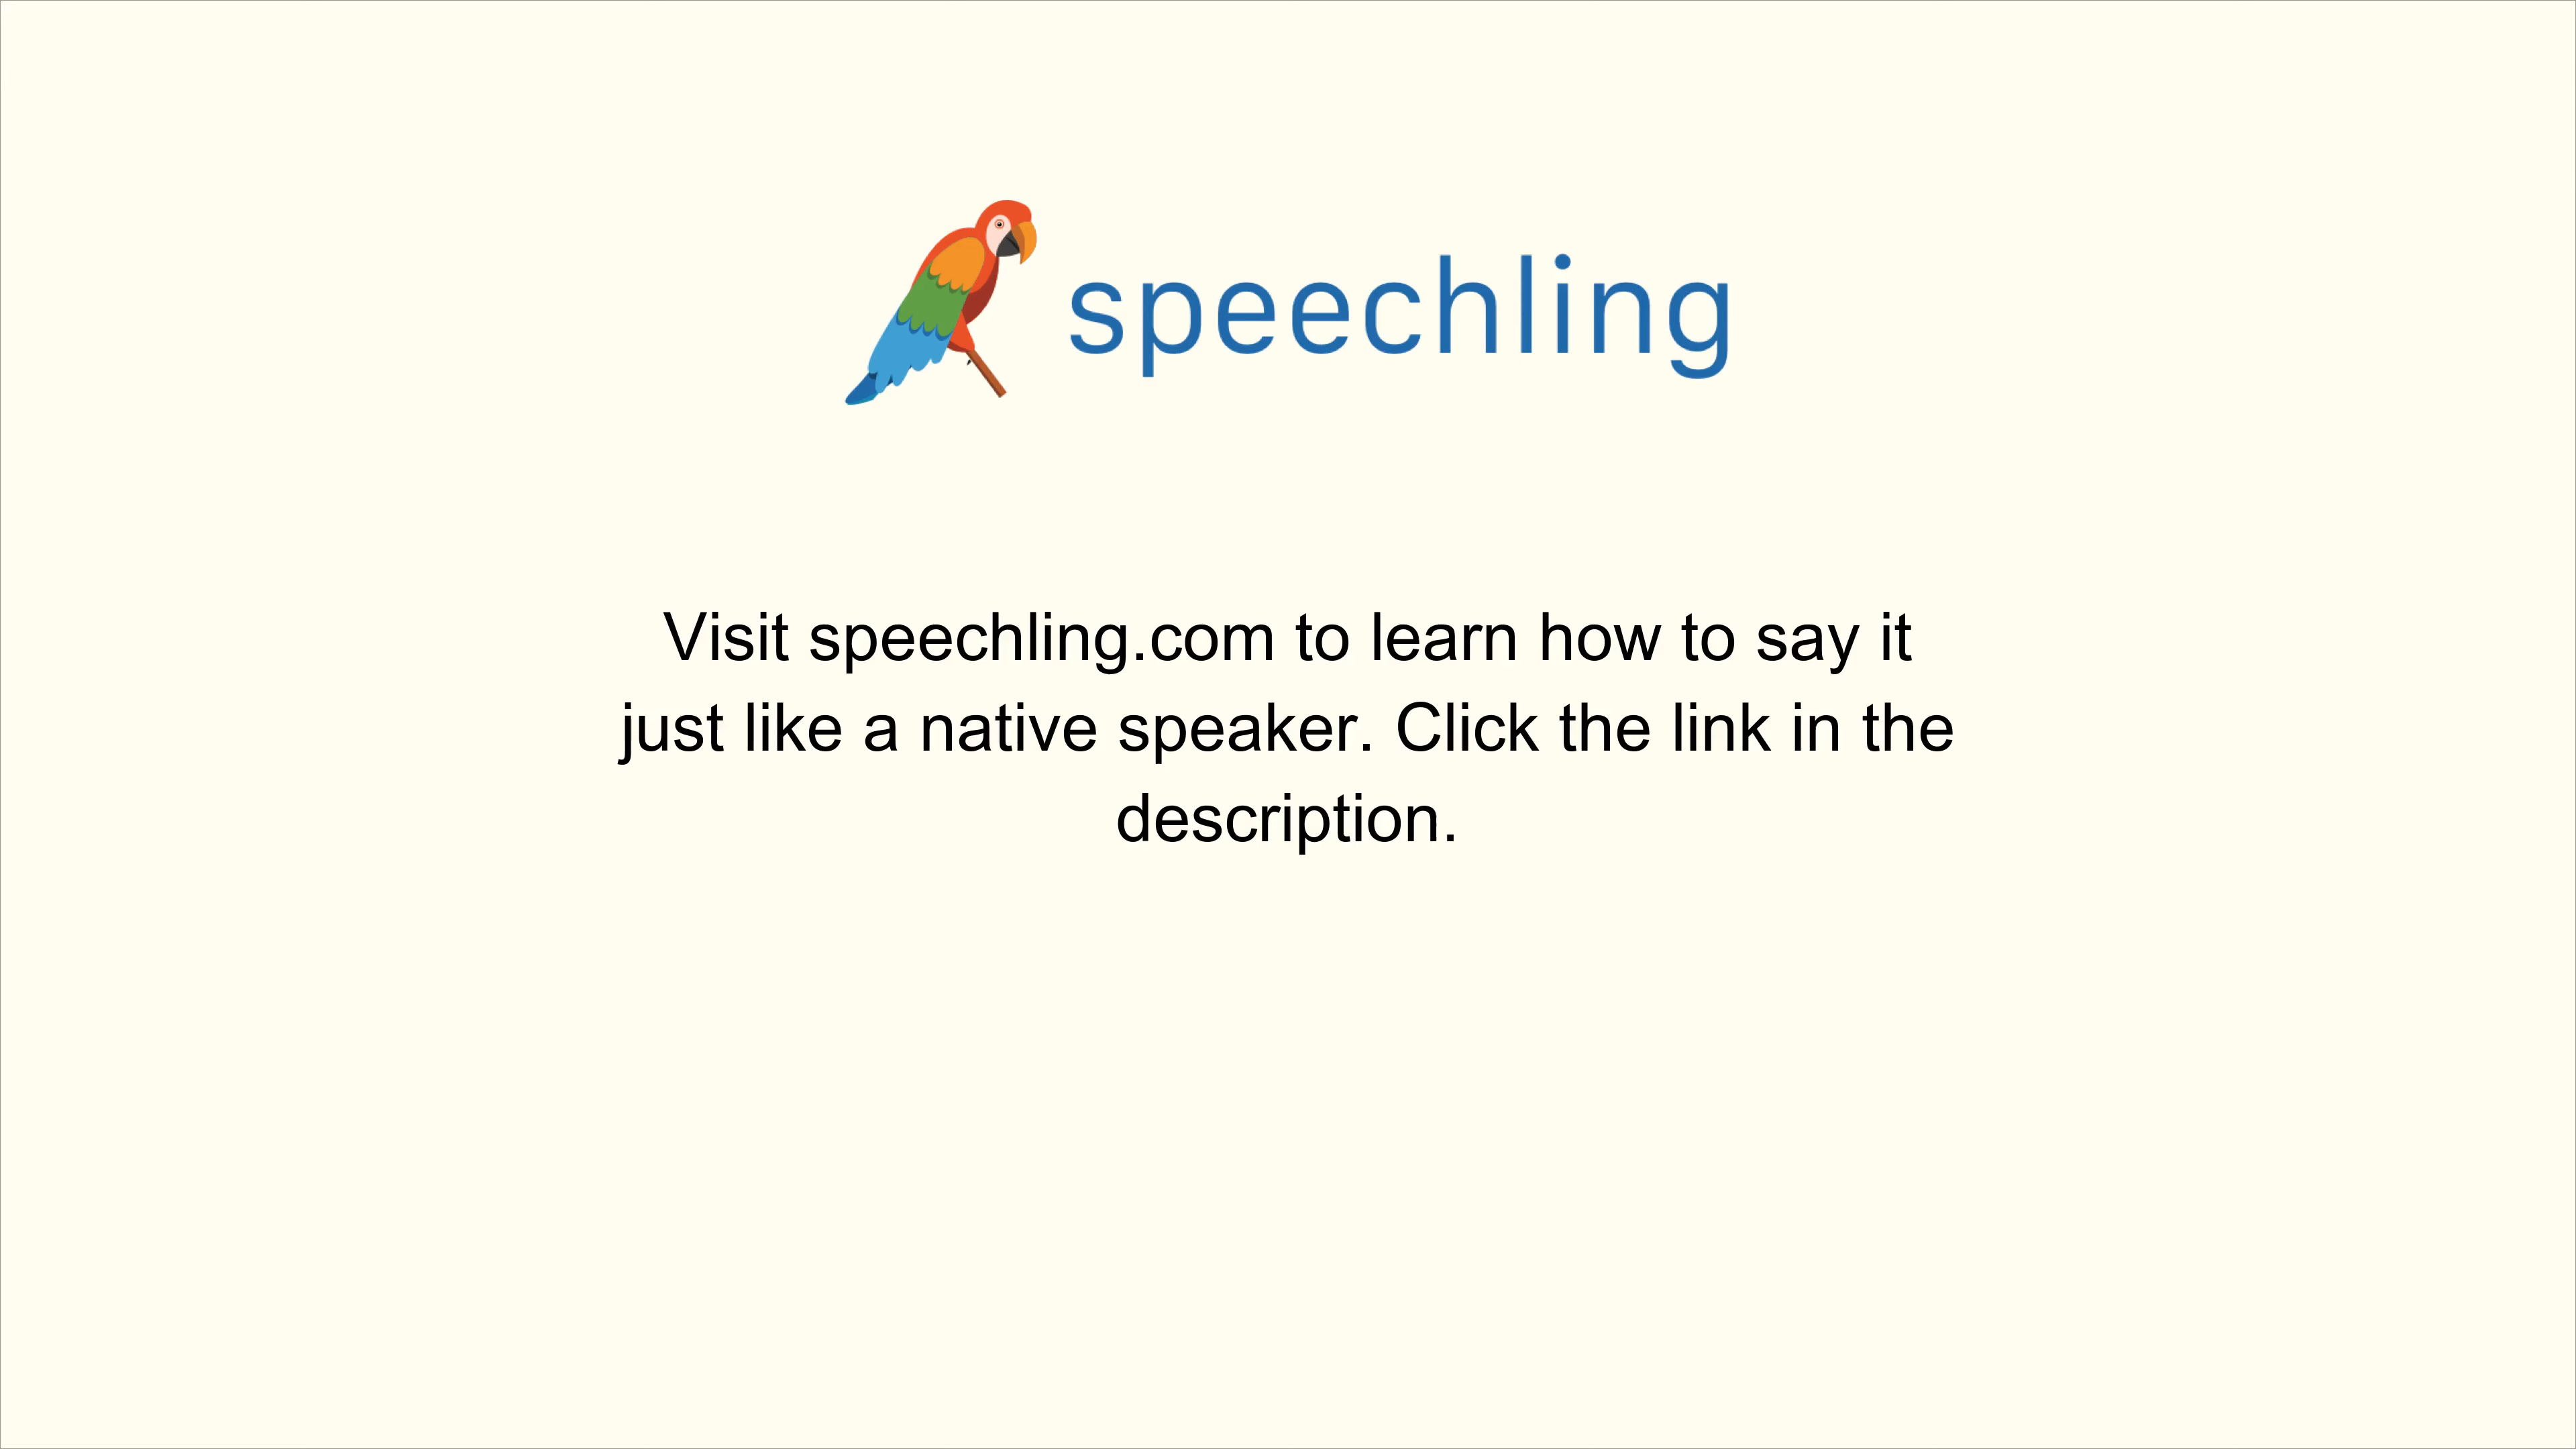 speechling
Visit speechling.com to learn how to say it
just like a native speaker. Click the link in the
description.